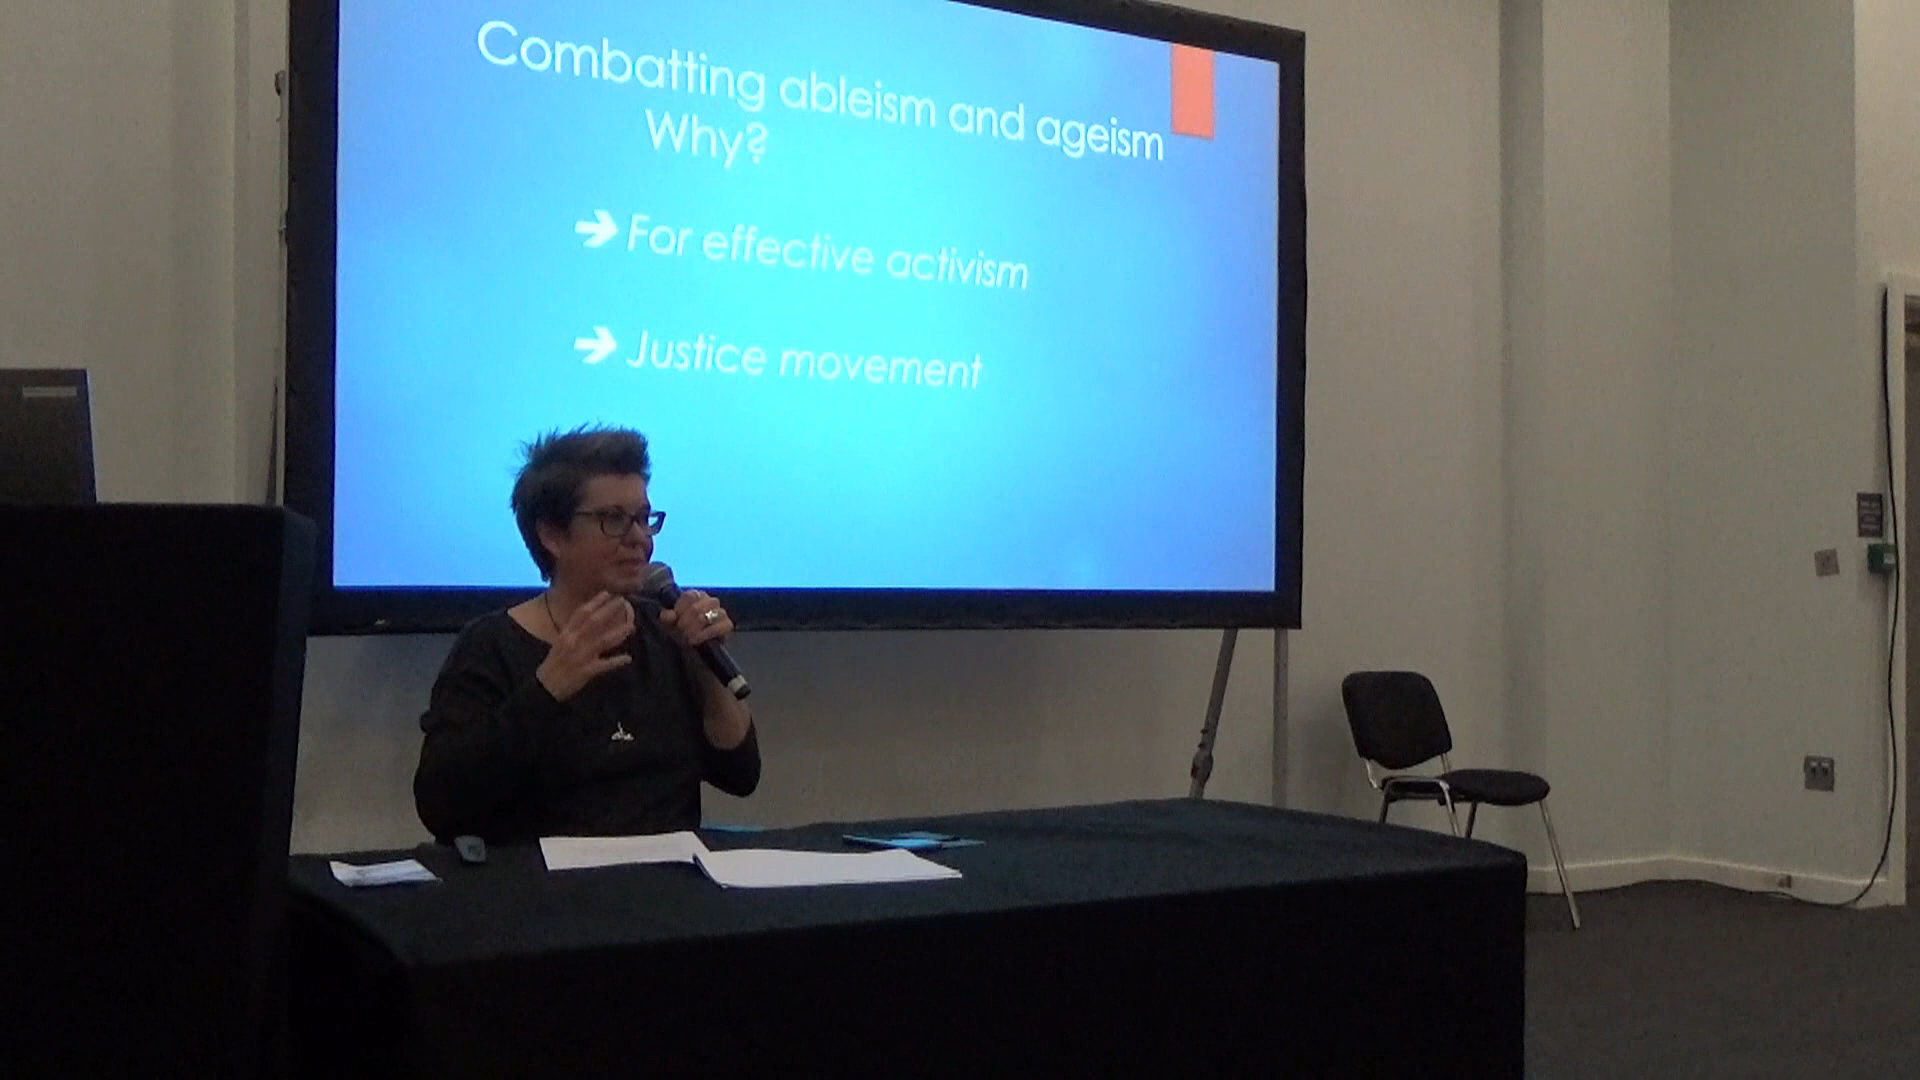 Combatting ableism and ageism
Why?
➔ For effective activism
➔ Justice movement